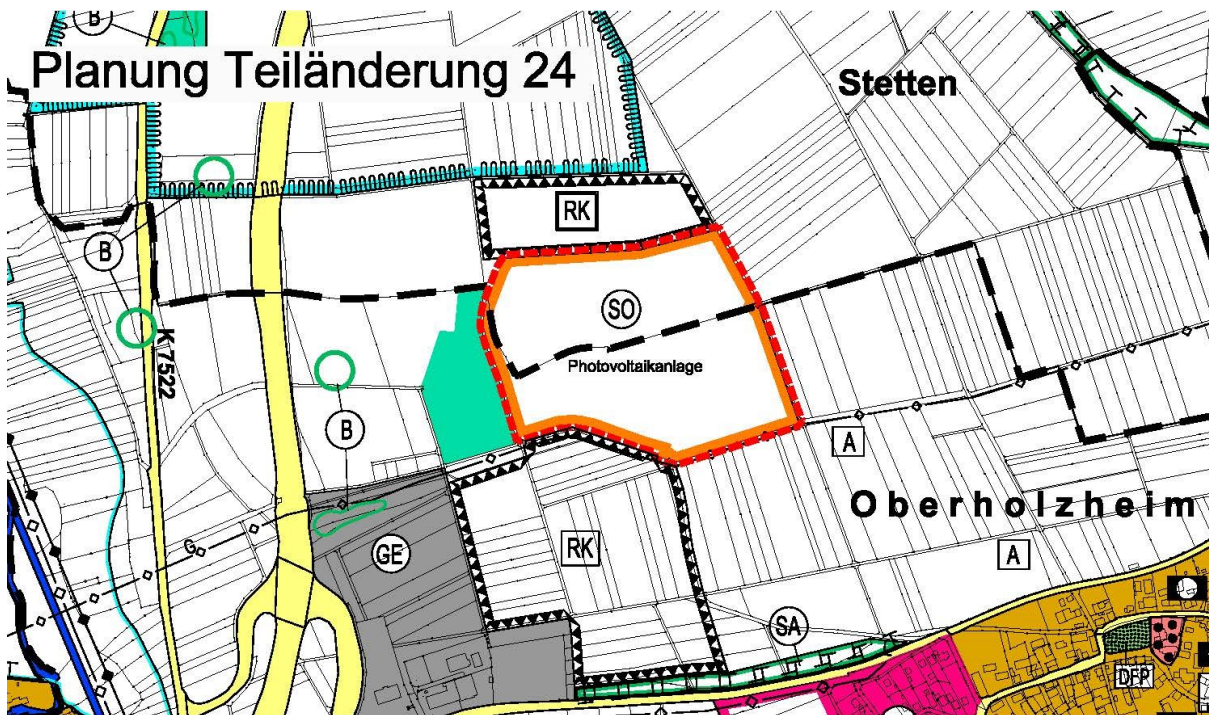 B
Planung Teiländerung 24
Stetten
RK
B
SO
K 7522
Photovoltaikanlage
B
A
Oberholzheim
G
GE
RK
A
SA
DFP